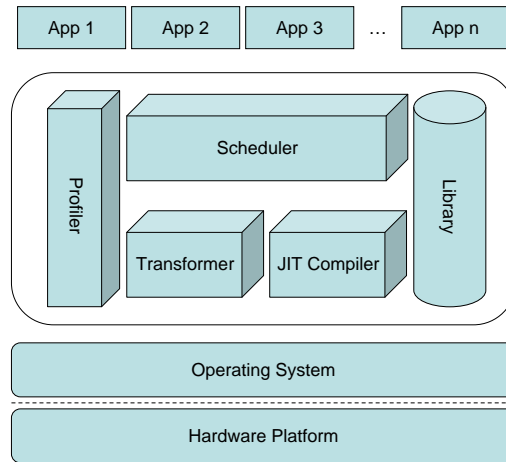 App 1 App 2 App 3 ... App n
Scheduler
Profiler
Library
Transformer JIT Compiler
Operating System
Hardware Platform